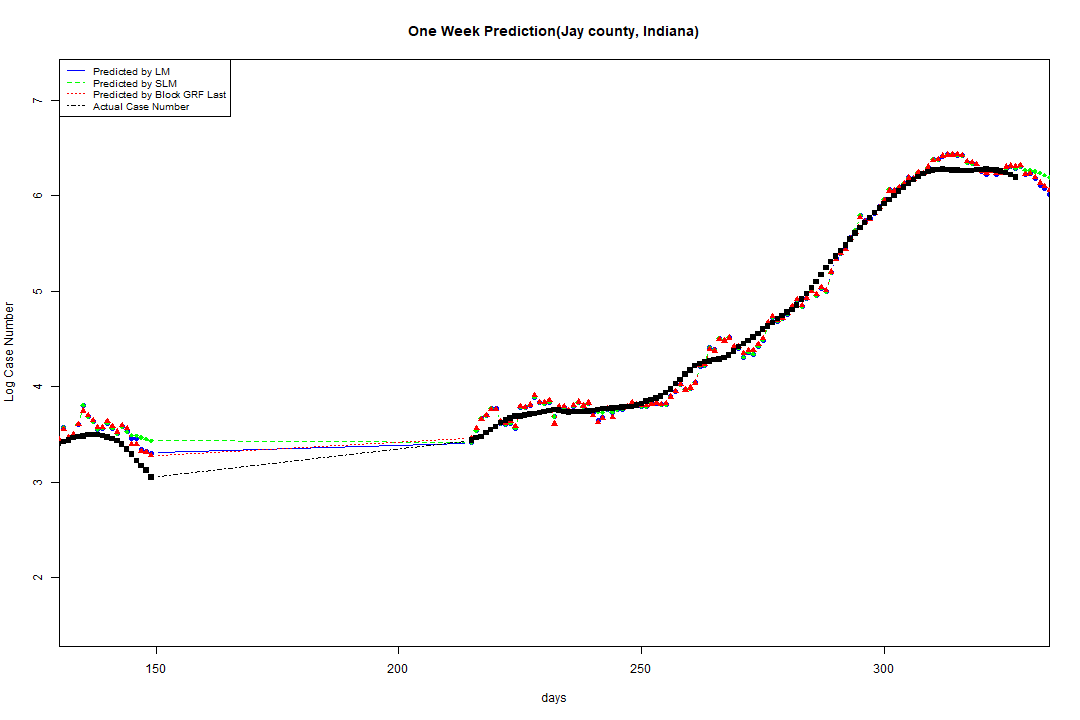 One Week Prediction(Jay county, Indiana)
Predicted by LM
Predicted by SLM
Predicted by Block GRF Last
Actual Case Number
7
6
5
4
3
2
Log Case Number
150 200 250 300
days